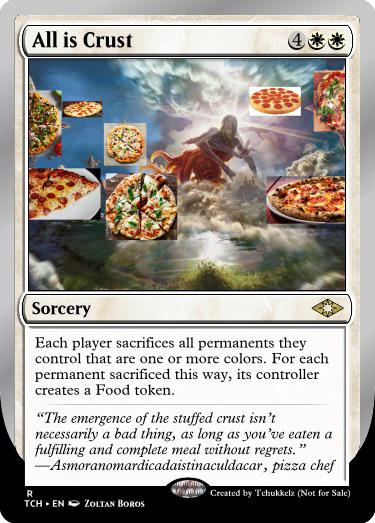 All is Crust 4
Sorcery
Each player sacrifices all permanents they
control that are one or more colors. For each
permanent sacrificed this way, its controller
creates a Food token.
“The emergence of the stuffed crust isn’t
necessarily a bad thing, as long as you’ve eaten a
fulfilling and complete meal without regrets.”
—Asmoranomardicadaistinaculdacar, pizza chef
R
TCH • EN Zoltan Boros
Created by Tchukkelz (Not for Sale)